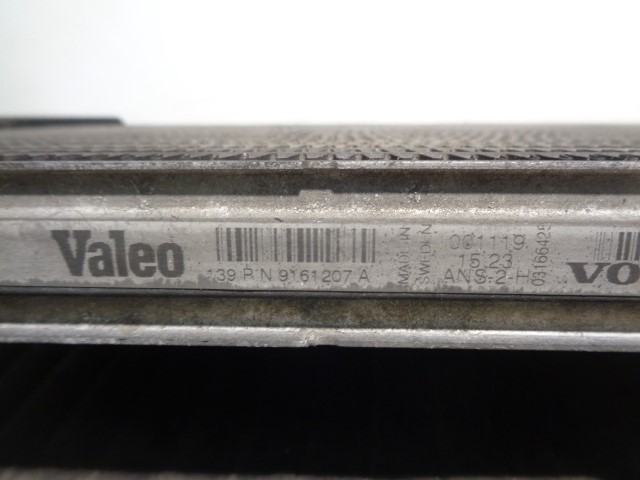 Valeo
139 P N 9161207 A
MADE IN
SWEDEN
001119
15:23
ANS-2-H
VO